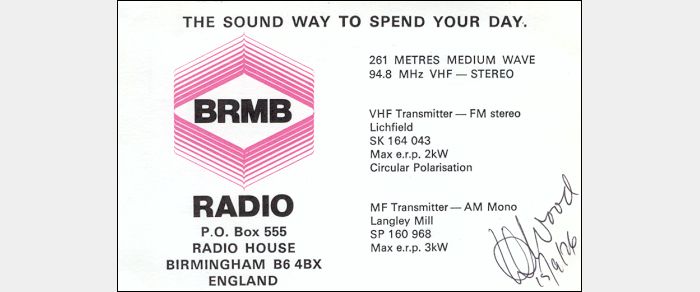 THE SOUND WAY TO SPEND YOUR DAY.
BRMB
RADIO
P.O. Box 555
RADIO HOUSE
BIRMINGHAM B6 4BX
ENGLAND
261 METRES MEDIUM WAVE
94.8 MHz VHF — STEREO
VHF Transmitter — FM stereo
Lichfield
SK 164 043
Max e.r.p. 2kW
Circular Polarisation
MF Transmitter — AM Mono
Langley Mill
SP 160 968
Max e.r.p. 3kW
Wood